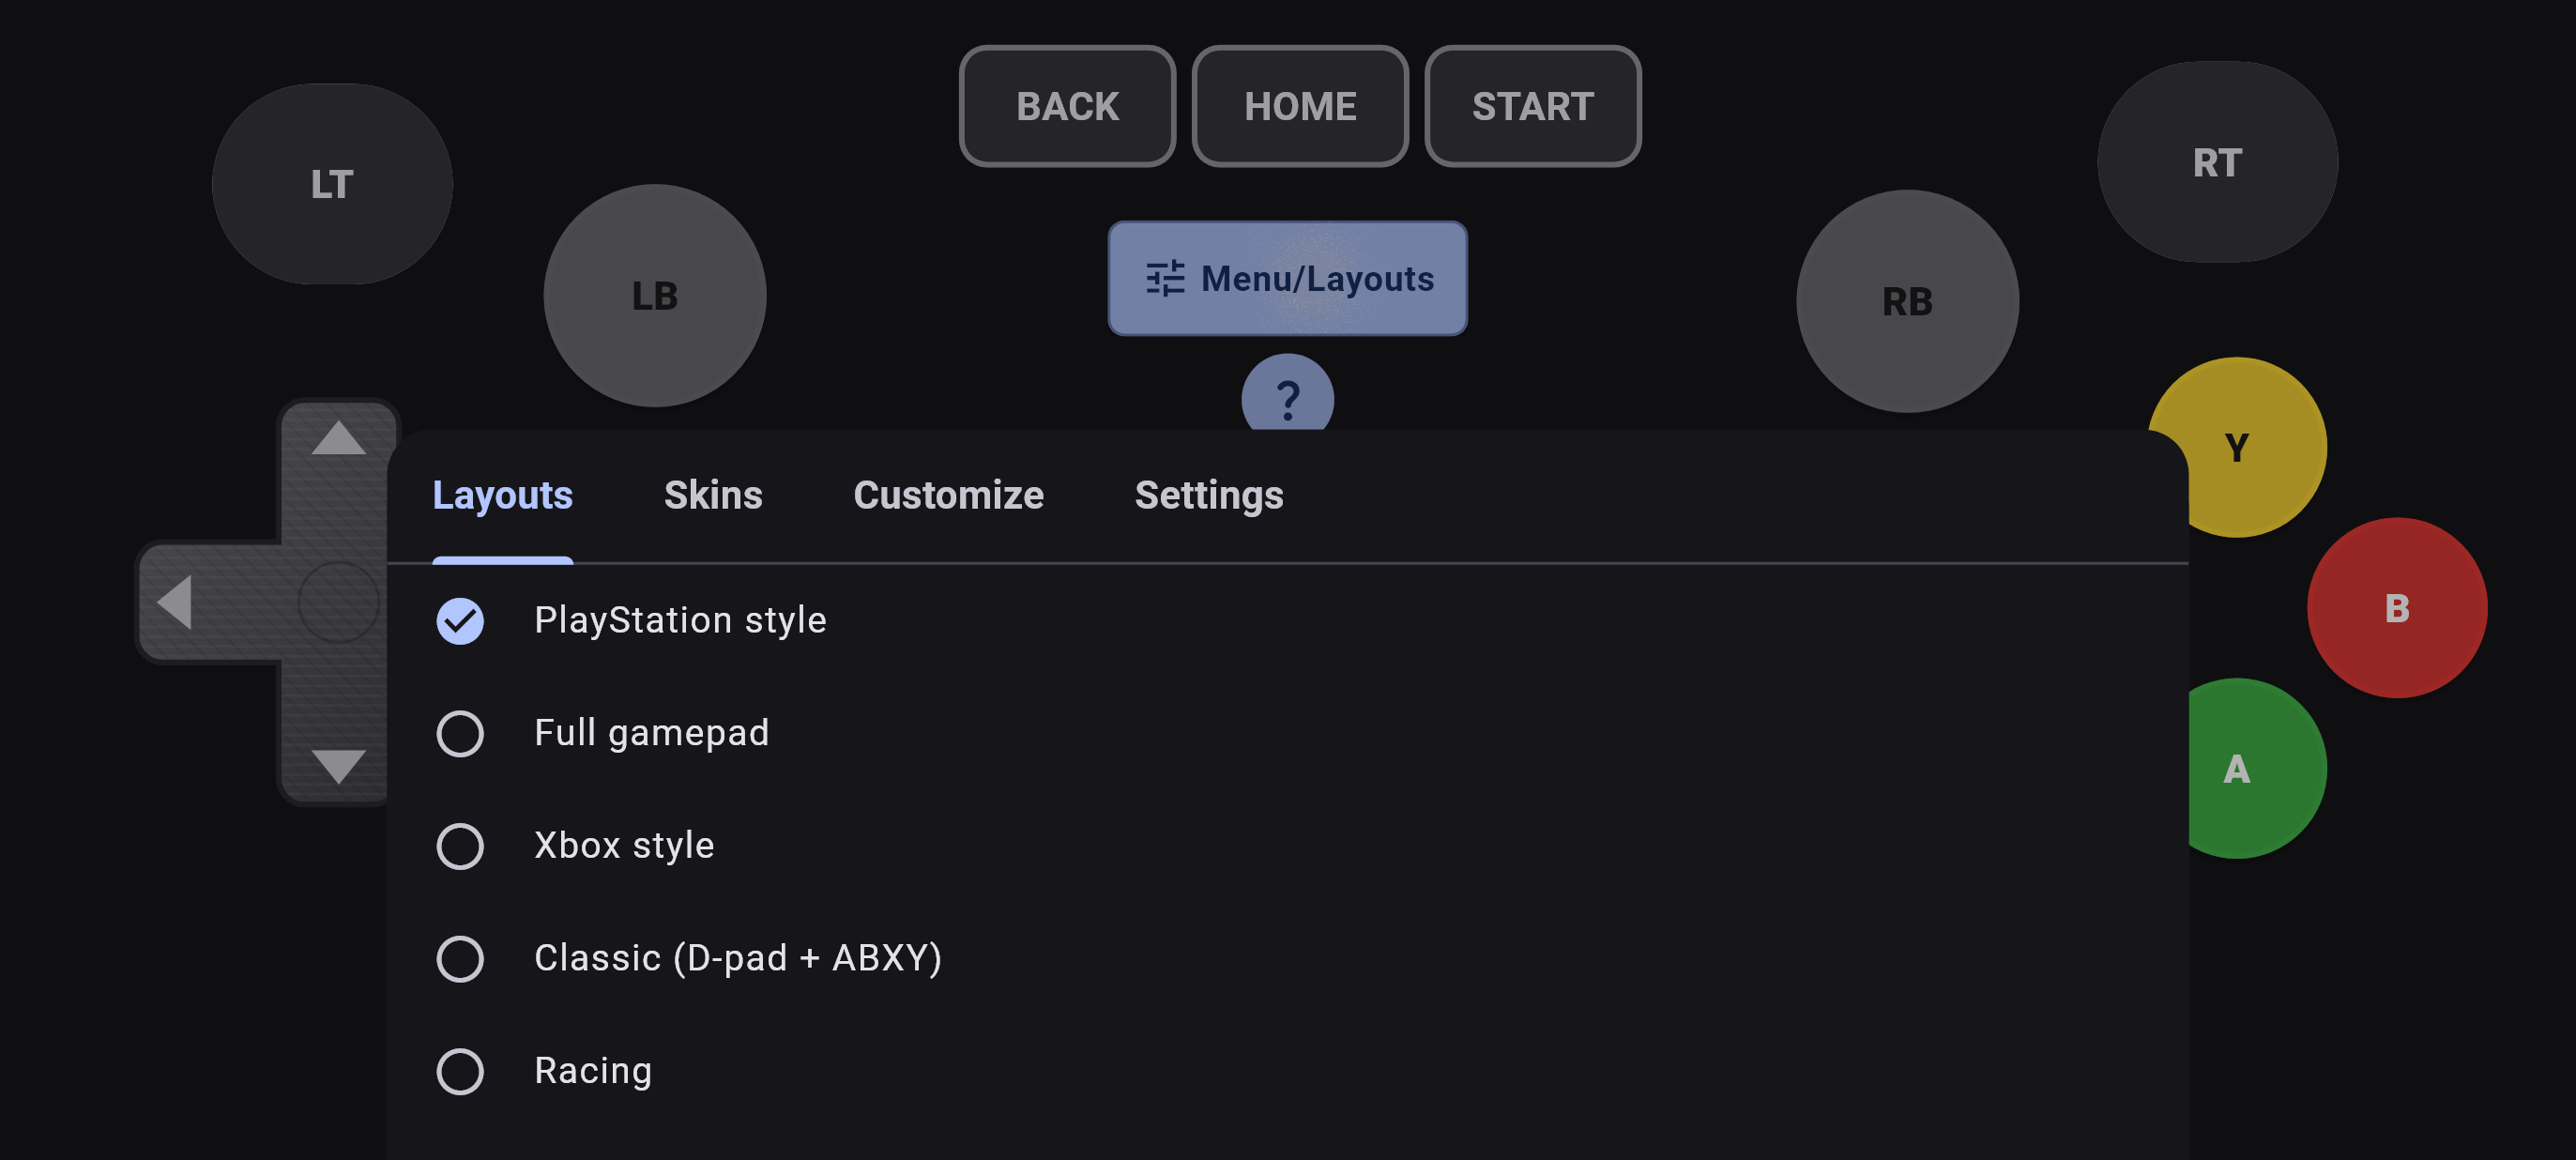 BACK
HOME
START
LT
RT
LB
Menu/Layouts
RB
?
Y
Layouts
Skins
Customize
Settings
B
PlayStation style
Full gamepad
A
Xbox style
Classic (D-pad + ABXY)
Racing